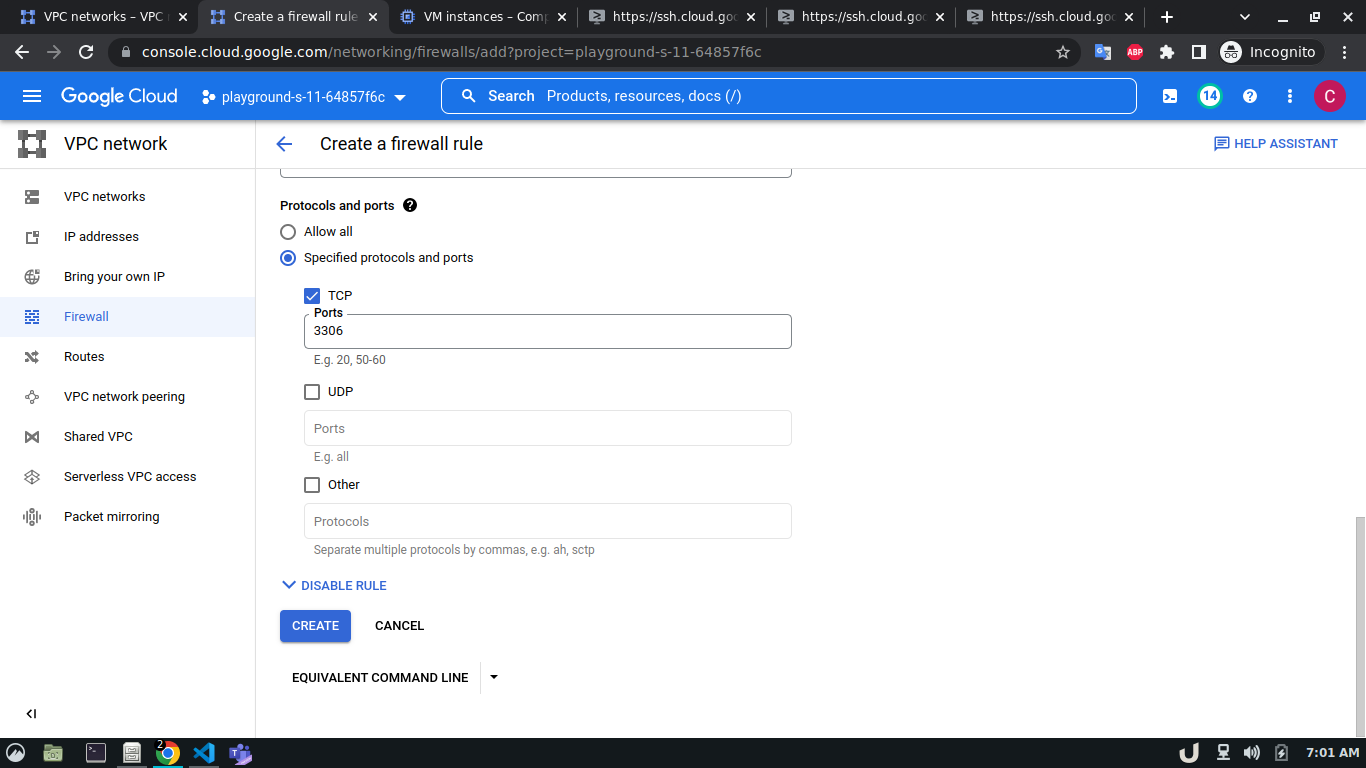 VPC networks – VPC
Create a firewall rule
VM instances – Comp
https://ssh.cloud.goo
https://ssh.cloud.goo
https://ssh.cloud.goo
console.cloud.google.com/networking/firewalls/add?project=playground-s-11-64857f6c
ABP
Incognito
Google Cloud
playground-s-11-64857f6c
Search Products, resources, docs (/)
14
C
VPC network
Create a firewall rule
HELP ASSISTANT
VPC networks
IP addresses
Bring your own IP
Firewall
Routes
VPC network peering
Shared VPC
Serverless VPC access
Packet mirroring
Protocols and ports
Allow all
Specified protocols and ports
TCP
Ports
3306
E.g. 20, 50-60
UDP
Ports
E.g. all
Other
Protocols
Separate multiple protocols by commas, e.g. ah, sctp
DISABLE RULE
CREATE
CANCEL
EQUIVALENT COMMAND LINE
2
7:01 AM